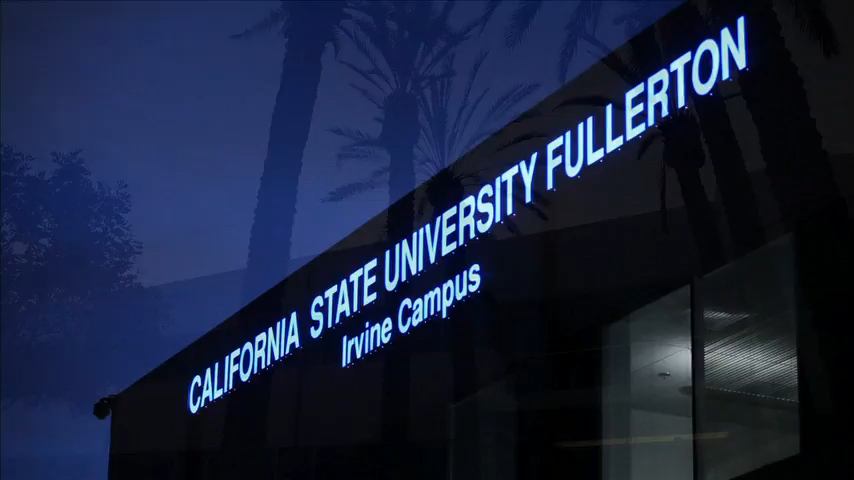 CALIFORNIA STATE UNIVERSITY FULLERTON
Irvine Campus